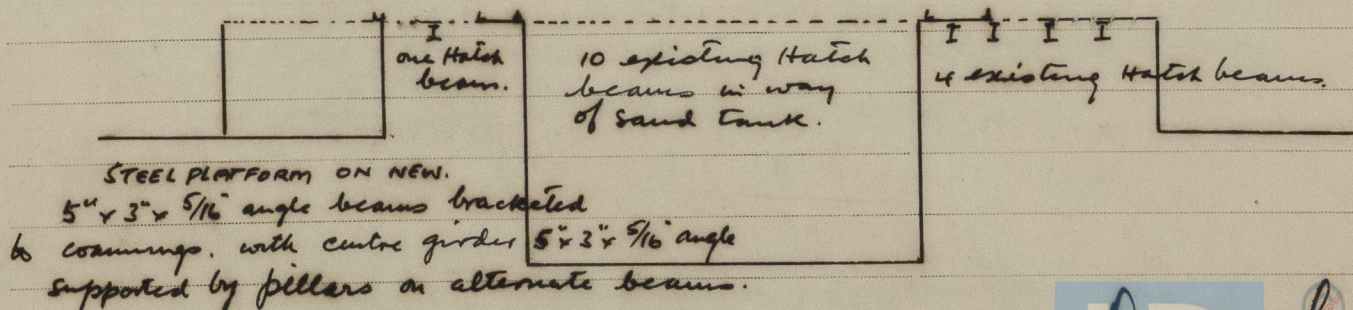 I
one Hatch
beam.
10 existing Hatch
beams in way
of sand tank.
I I I I
4 existing Hatch beams.
STEEL PLATFORM ON NEW.
5" x 3" x 5/16" angle beams bracketed
to coamings. with centre girder 5" x 3" x 5/16" angle
supported by pillars on alternate beams.